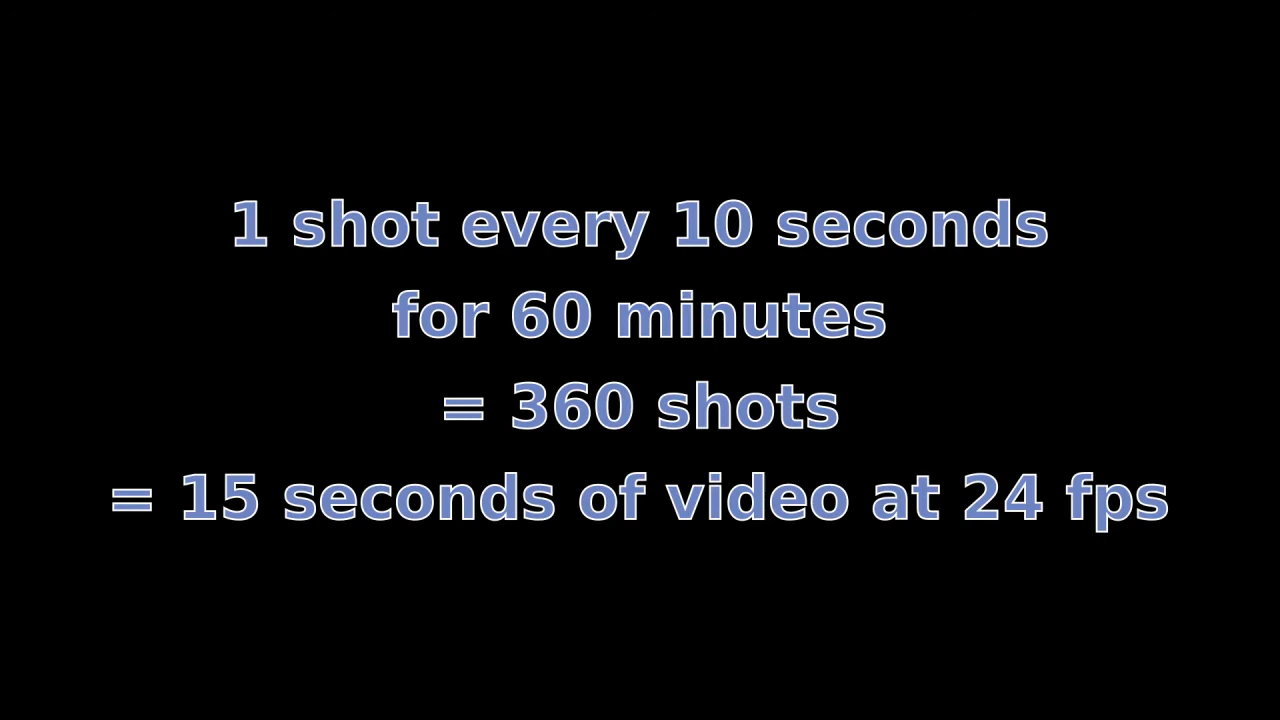 1 shot every 10 seconds
for 60 minutes
= 360 shots
= 15 seconds of video at 24 fps